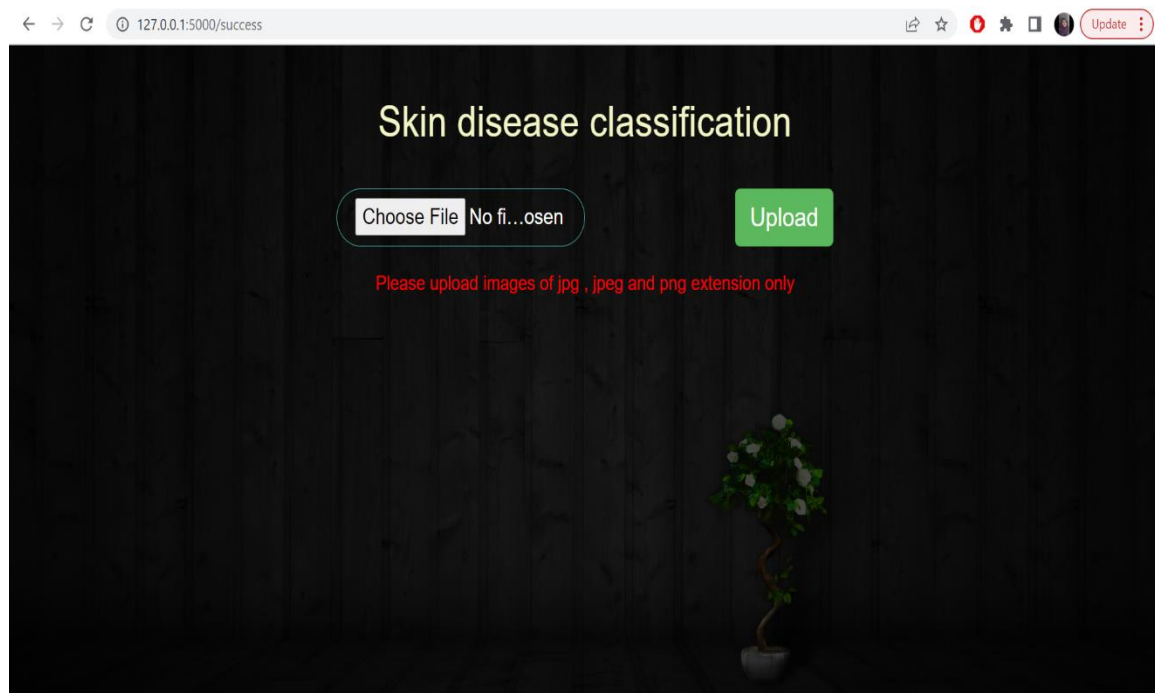 127.0.0.1:5000/success
Update
Skin disease classification
Choose File No fi...osen
Upload
Please upload images of jpg , jpeg and png extension only